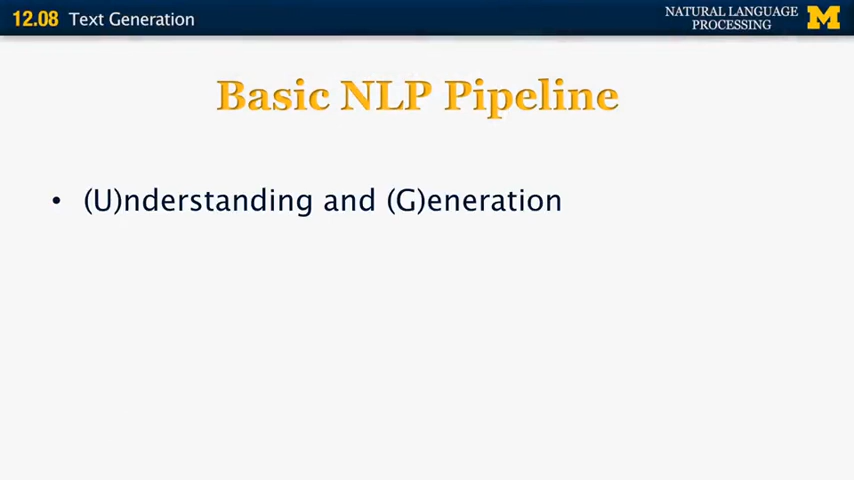 12.08 Text Generation
NATURAL LANGUAGE
PROCESSING
M
Basic NLP Pipeline
• (U)nderstanding and (G)eneration